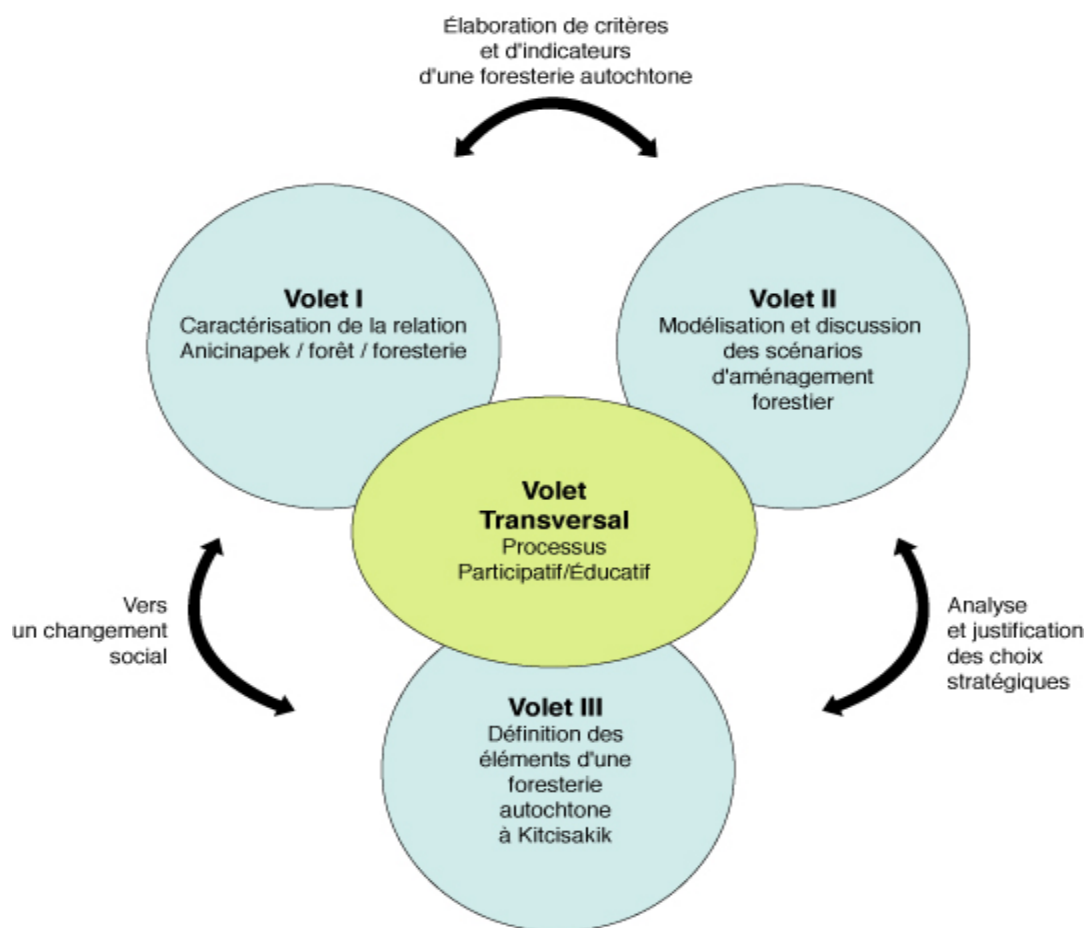 Élaboration de critères
et d'indicateurs
d'une foresterie autochtone
Volet I
Caractérisation de la relation
Anicinapek / forêt / foresterie
Volet II
Modélisation et discussion
des scénarios
d'aménagement
forestier
Volet
Transversal
Processus
Participatif/Éducatif
Vers
un changement
social
Analyse
et justification
des choix
stratégiques
Volet III
Définition des
éléments d'une
foresterie
autochtone
à Kitcisakik